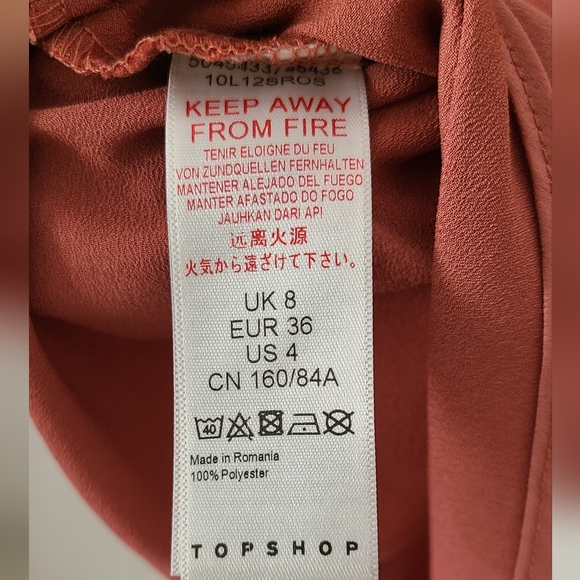 10L12SROS
KEEP AWAY
FROM FIRE
TENIR ELOIGNE DU FEU
VON ZUNDQUELLEN FERNHALTEN
MANTENER ALEJADO DEL FUEGO
MANTER AFASTADO DO FOGO
JAUHKAN DARI API
远离火源
火気から遠ざけて下さい。
UK 8
EUR 36
US 4
CN 160/84A
40
Made in Romania
100% Polyester
TOPSHOP